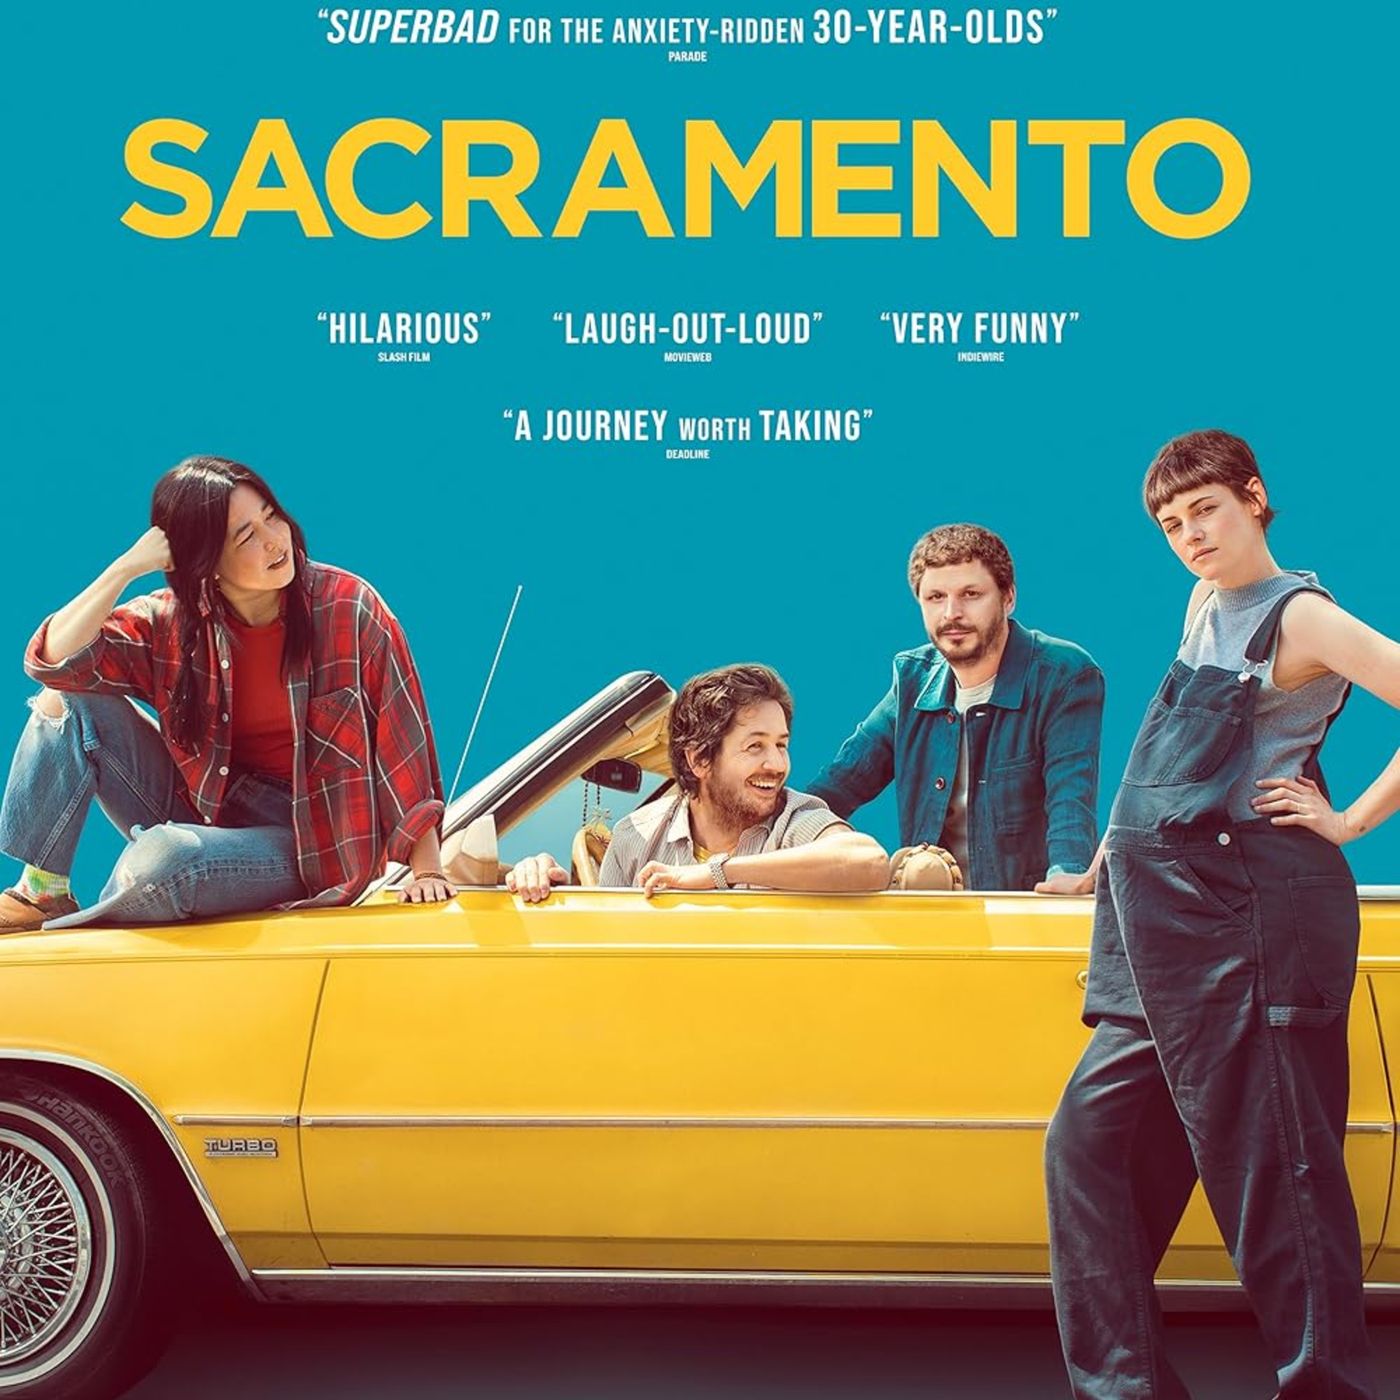 “SUPERBAD FOR THE ANXIETY-RIDDEN 30-YEAR-OLDS”
PARADE
SACRAMENTO
“HILARIOUS” “LAUGH-OUT-LOUD” “VERY FUNNY”
SLASH FILM MOVIEWEB INDIEWIRE
“A JOURNEY WORTH TAKING”
DEADLINE
TURBO
HANKOOK